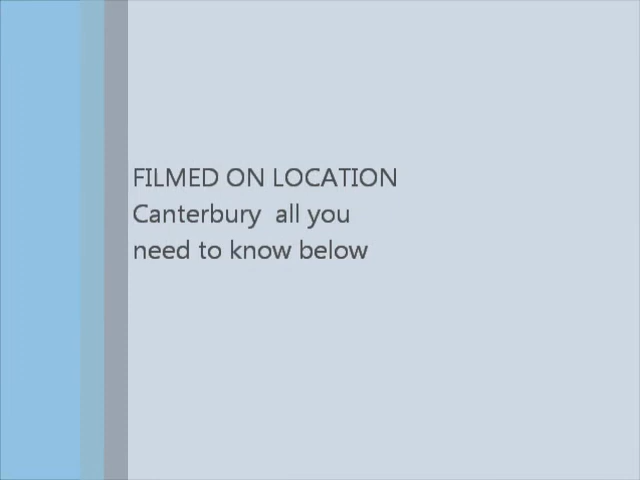 FILMED ON LOCATION
Canterbury  all you
need to know below